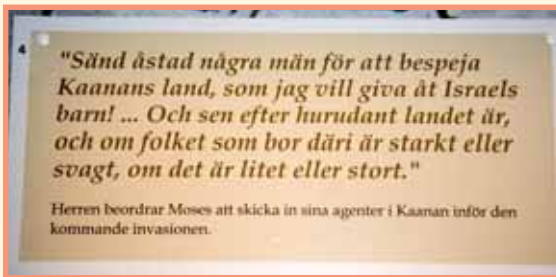 4
"Sänd åstad några män för att bespeja
Kaanans land, som jag vill giva åt Israels
barn! ... Och sen efter hurudant landet är,
och om folket som bor däri är starkt eller
svagt, om det är litet eller stort."
Herren beordrar Moses att skicka in sina agenter i Kaanan inför den
kommande invasionen.